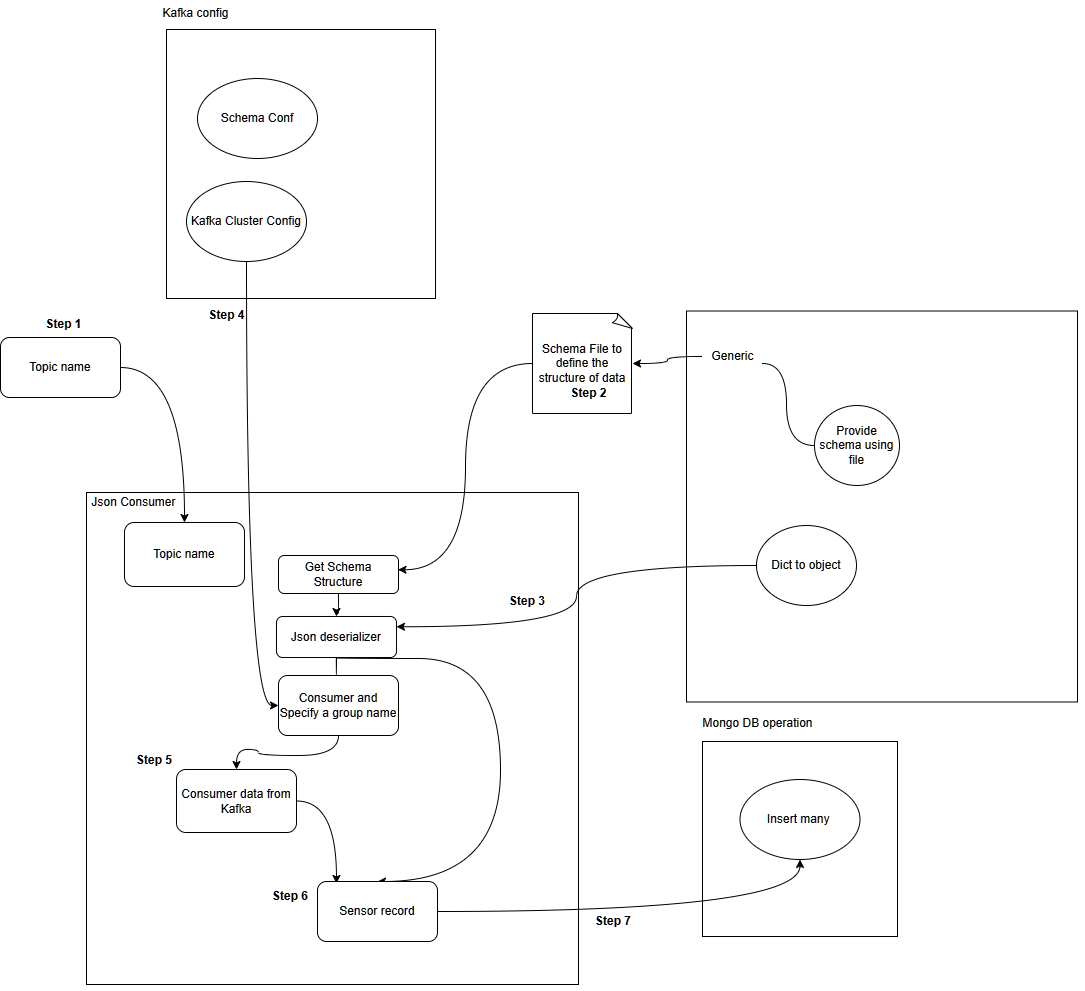 Kafka config
Schema Conf
Kafka Cluster Config
Step 4
Step 1
Topic name
Schema File to
define the
structure of data
Step 2
Generic
Provide
schema using
file
Dict to object
Json Consumer
Topic name
Get Schema
Structure
Step 3
Json deserializer
Consumer and
Specify a group name
Step 5
Consumer data from
Kafka
Step 6
Sensor record
Step 7
Mongo DB operation
Insert many